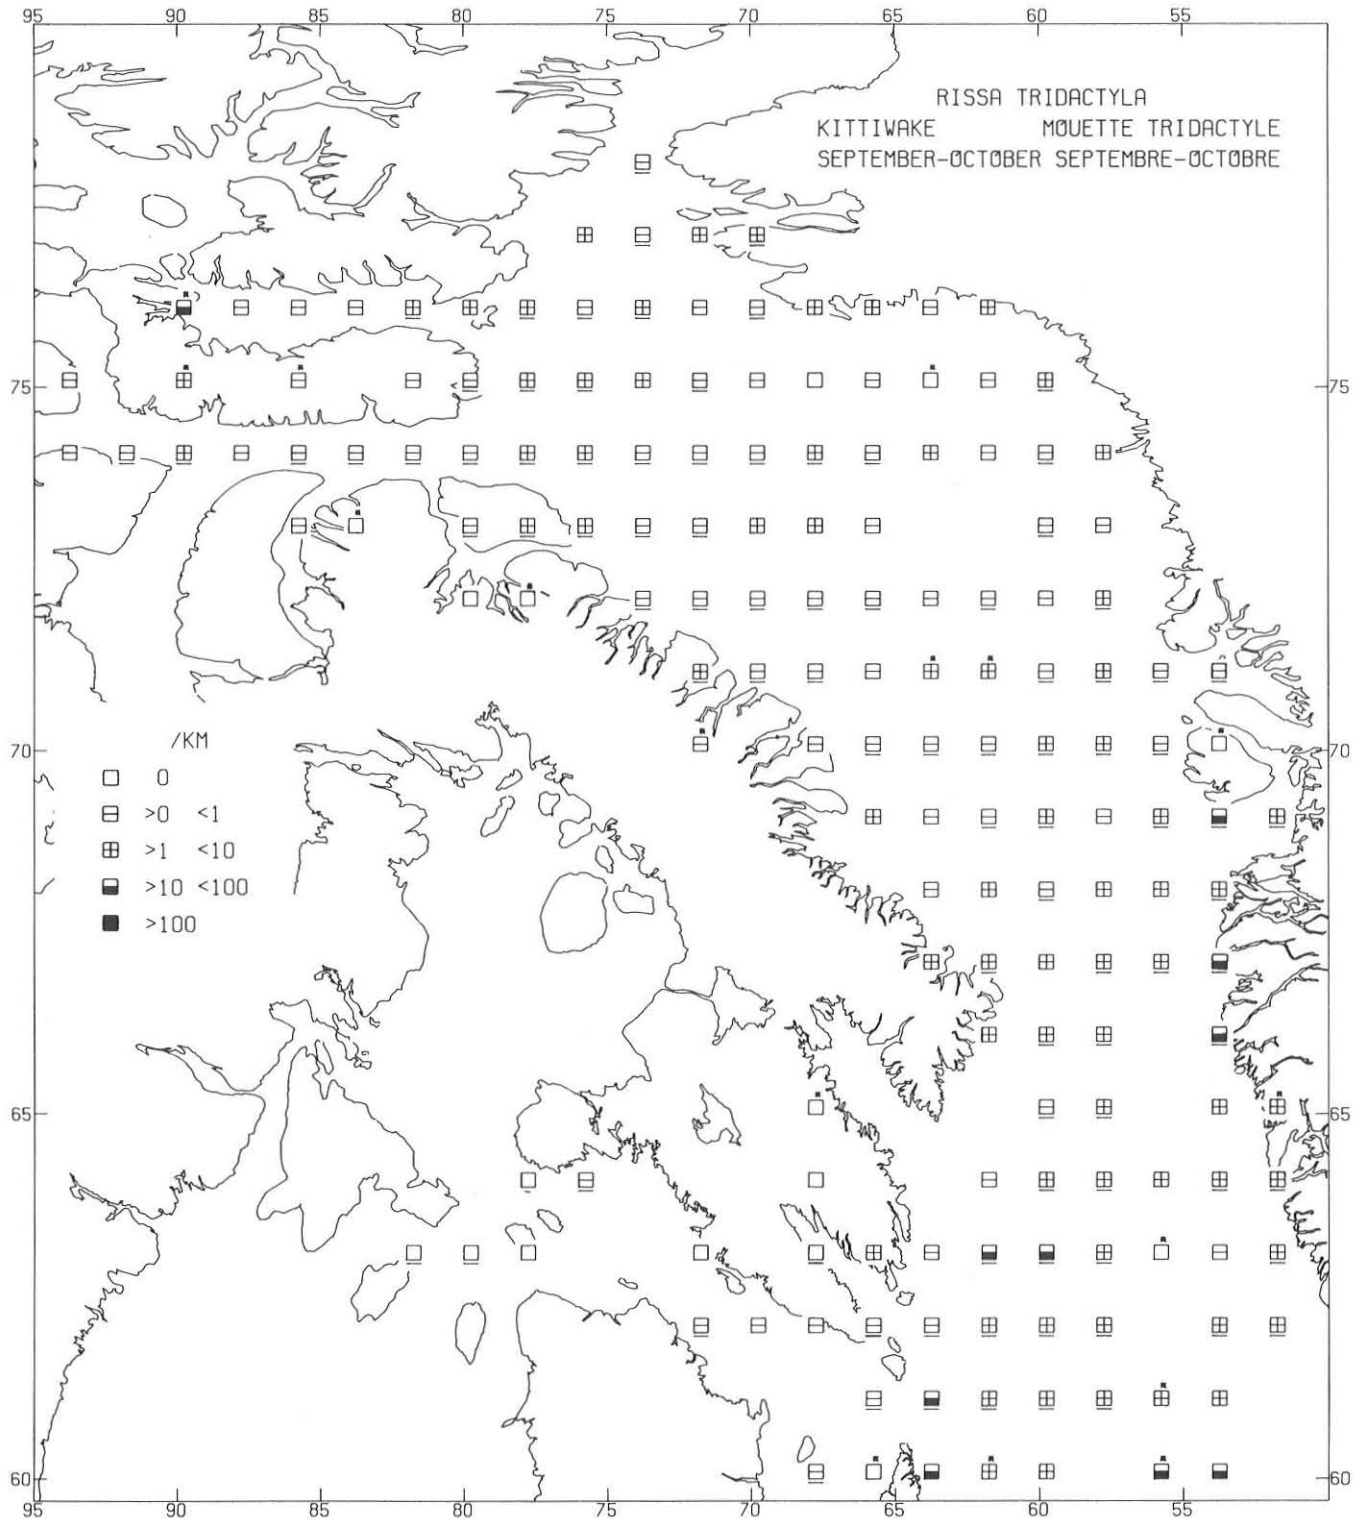 95 90 85 80 75 70 65 60 55
RISSA TRIDACTYLA
KITTIWAKE MOUETTE TRIDACTYLE
SEPTEMBER-OCTOBER SEPTEMBRE-OCTOBRE
75 75
70 70
/KM
0
>0 <1
>1 <10
>10 <100
>100
65 65
60 60
95 90 85 80 75 70 65 60 55